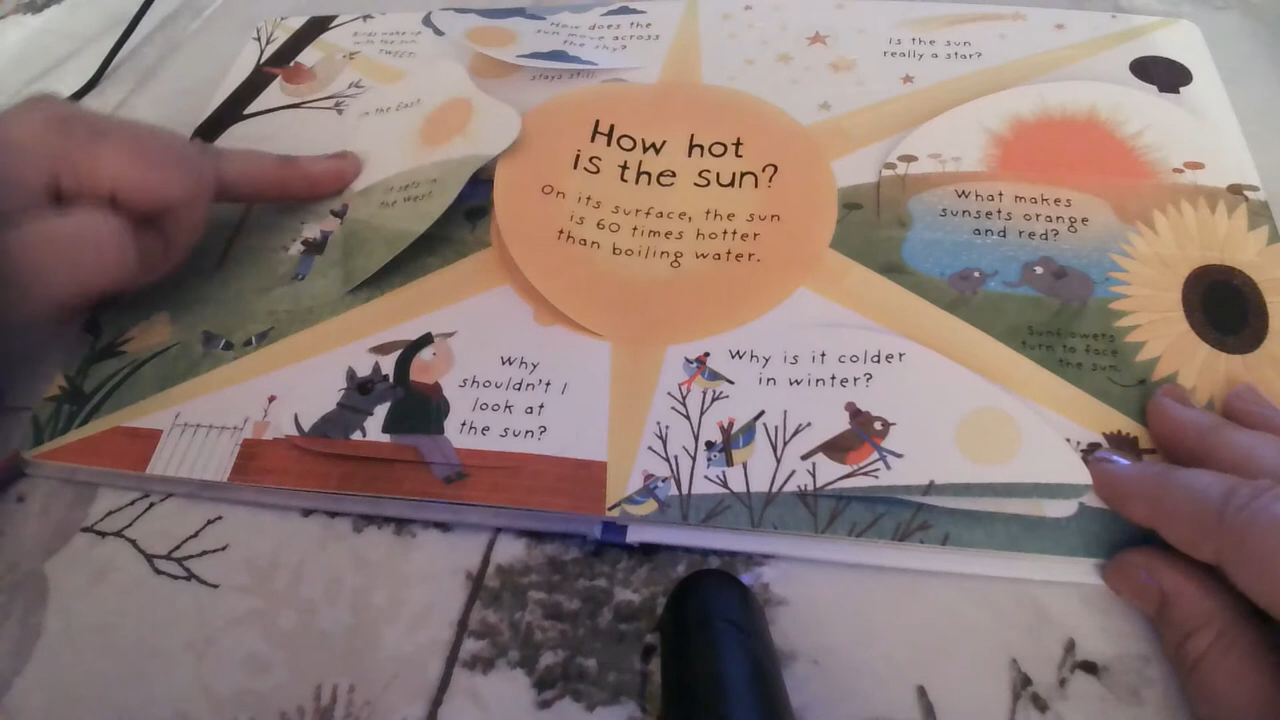 Birds wake up
with the sun.
TWEET!
How does the
sun move across
the sky?
stays still.
in the East.
It sets in
the West.
Is the sun
really a star?
How hot
is the sun?
On its surface, the sun
is 60 times hotter
than boiling water.
What makes
sunsets orange
and red?
Sunflowers
turn to face
the sun.
Why
shouldn't I
look at
the sun?
Why is it colder
in winter?